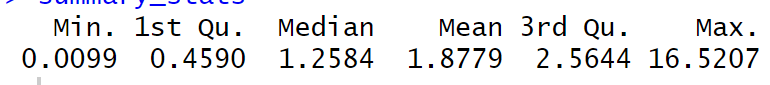 > summary_stats
Min. 1st Qu. Median Mean 3rd Qu. Max.
0.0099 0.4590 1.2584 1.8779 2.5644 16.5207